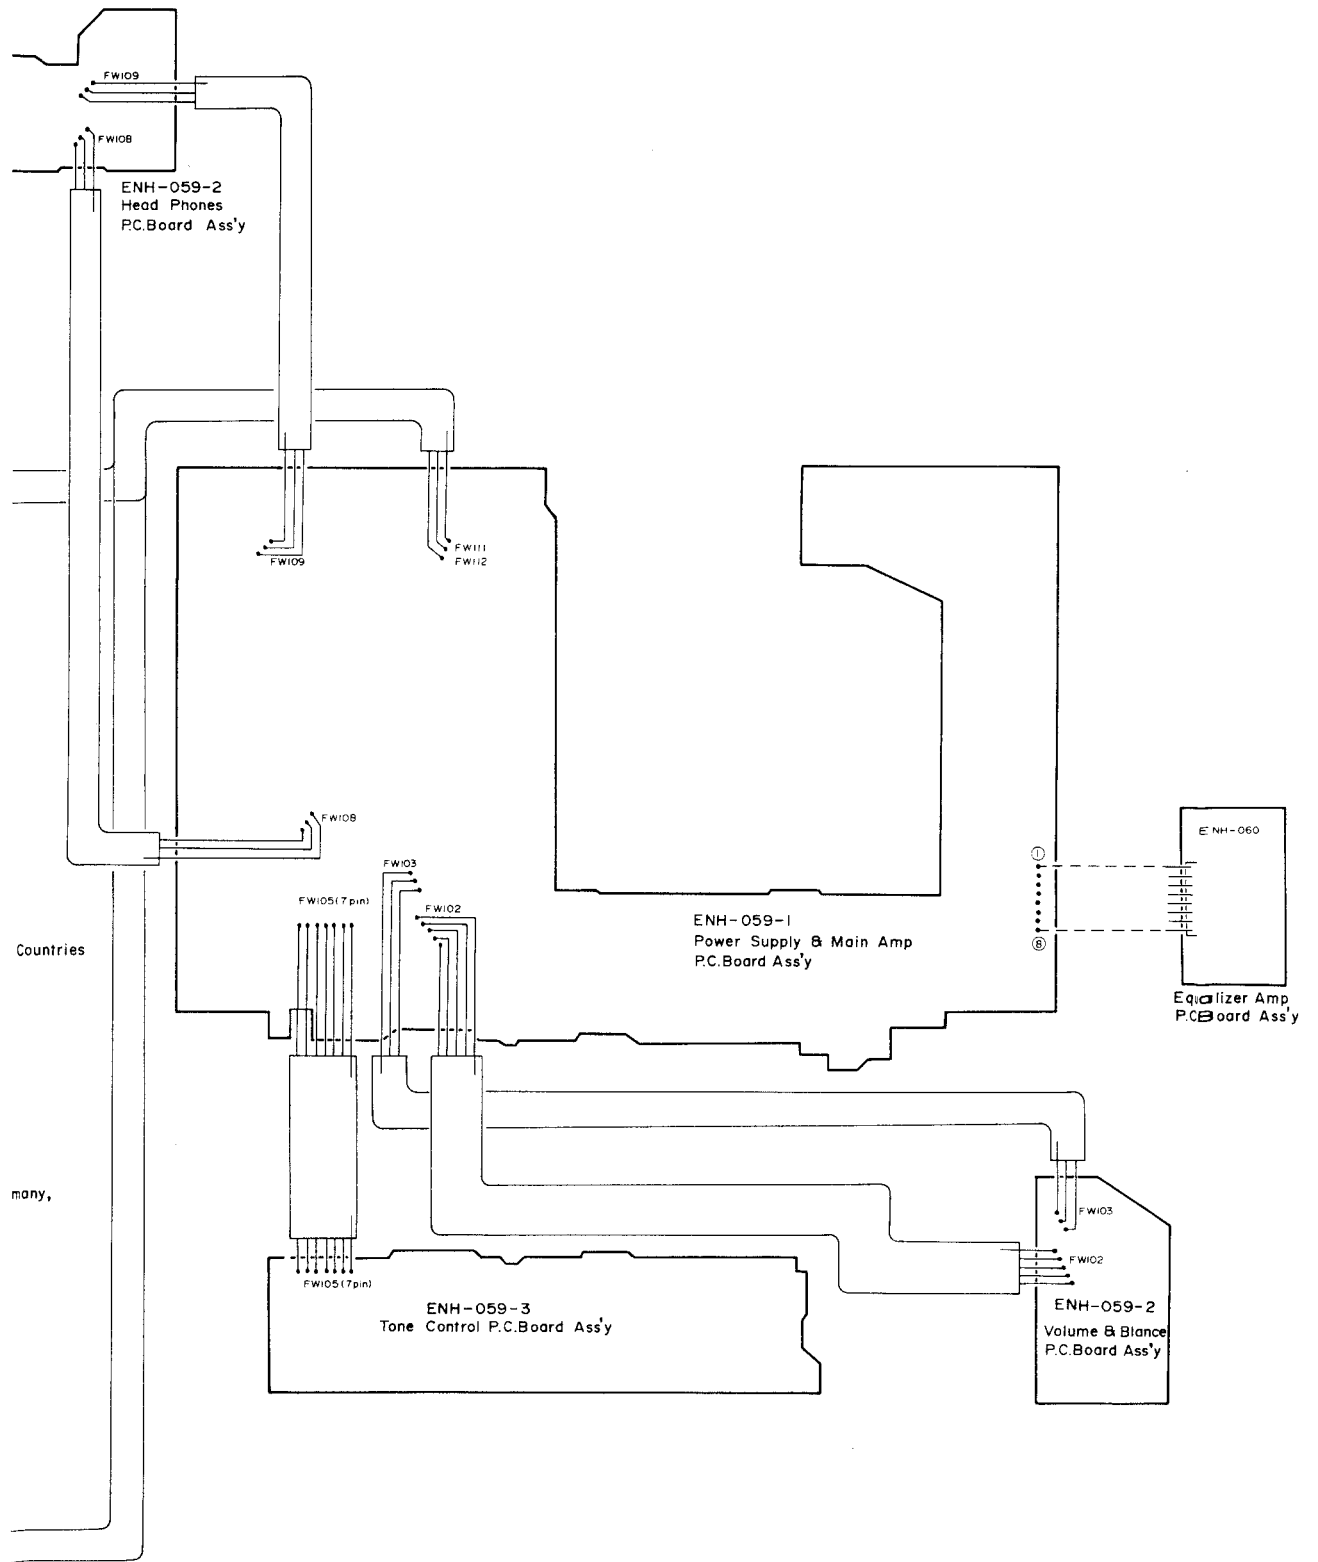 FW109
FW108
ENH-059-2
Head Phones
P.C.Board Ass'y
FW111
FW112
FW109
FW108
FW103
FW105(7pin)
FW102
ENH-059-1
Power Supply & Main Amp
P.C.Board Ass'y
①
⑧
ENH-060
Equalizer Amp
P.C.Board Ass'y
Countries
many,
FW103
FW102
ENH-059-2
Volume & Blance
P.C.Board Ass'y
FW105(7pin)
ENH-059-3
Tone Control P.C.Board Ass'y